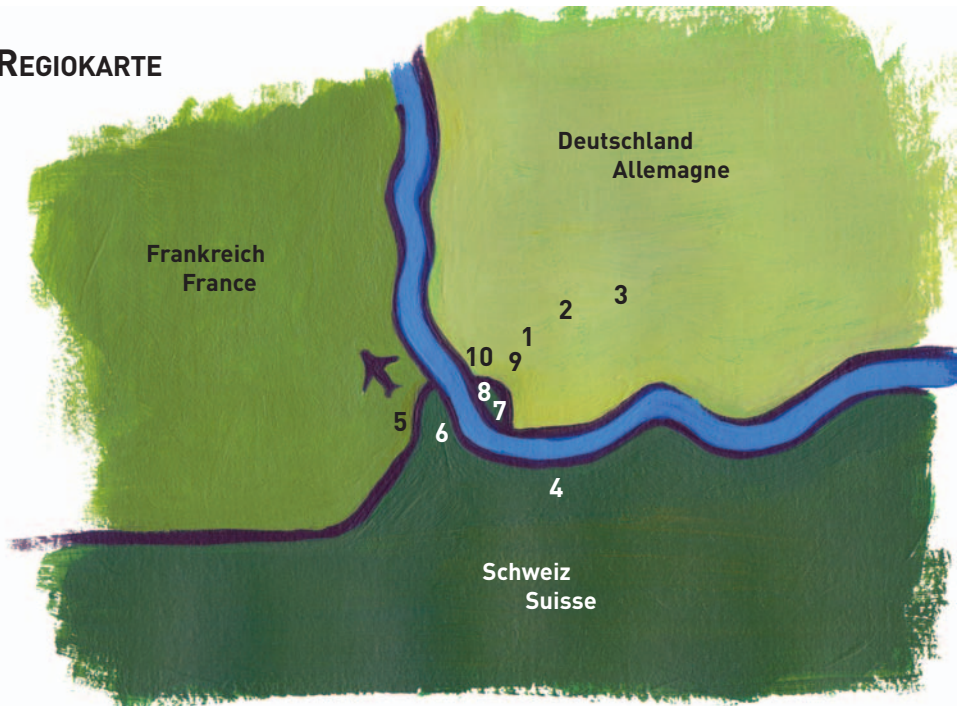 REGIOKARTE
Deutschland
Allemagne
Frankreich
France
3
2
1
10
9
8
7
5
6
4
Schweiz
Suisse